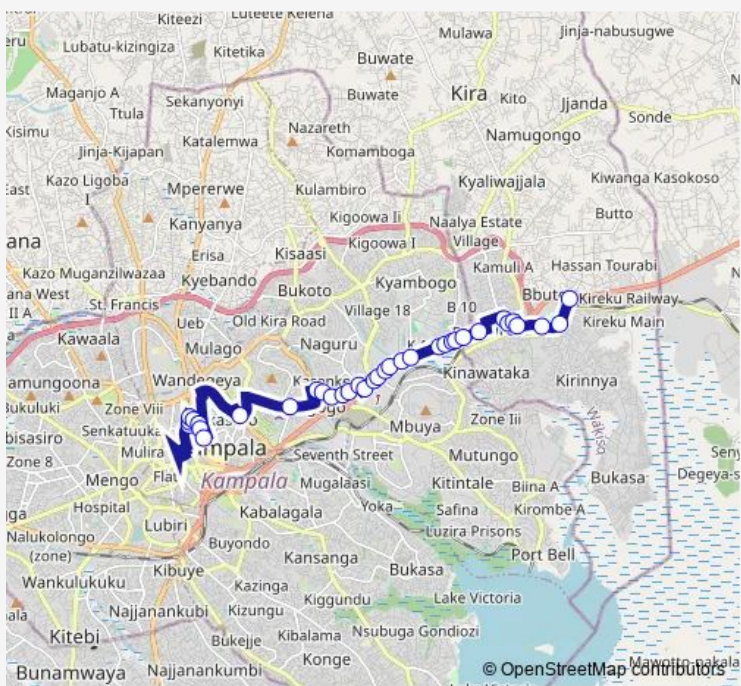 Kiteezi
Luteete Kelena
Jinja-nabusugwe
Lubatu-kizingiza
Kitetika
Buwate
Mulawa
Maganjo A
Sekanyonyi
Buwate
Kira
Kito
Jjanda
Ttula
Kisimu
Katalemwa
Nazareth
Namugongo
Sonde
Jinja-Kijapan
Komamboga
Kazo Ligoba
I
Mpererwe
Kulambiro
Kyaliwajjala
Kiwanga Kasokoso
Kanyanya
Kigoowa Ii
Naalya Estate
Butto
Erisa
Kisaasi
Kigoowa I
Village
Kazo Muganzilwazaa
Kyebando
Kyambogo
Kamuli A
Hassan Tourabi
St. Francis
Bukoto
Village 18
B 10
Kireku Railway
Kawaala
Ueb
Old Kira Road
Kireku Main
Mulago
Naguru
Wandegeya
Kinawataka
Kirinnya
Zone Viii
1
Senkatuuka
Mbuya
Zone Iii
Wakiso
Zone 8
Mulira
Seventh Street
Mutungo
Bukasa
Mengo
Kampala
Mugalaasi
Kitintale
Biina A
Hospital
Yoka
Safina
Kirombe A
Lubiri
Kabalagala
Luzira Prisons
Nalukolongo
(zone)
Buyondo
Port Bell
Kibuye
Kansanga
Bukasa
Wankulukuku
Kazinga
Kiggundu
Lake Victoria
Najjanankubi
Kizungu
Kitebi
Bukejje
Kibalama
Nsubuga Gondiozi
Bunamwaya
Najjanankumbi
Konge
© OpenStreetMap contributors